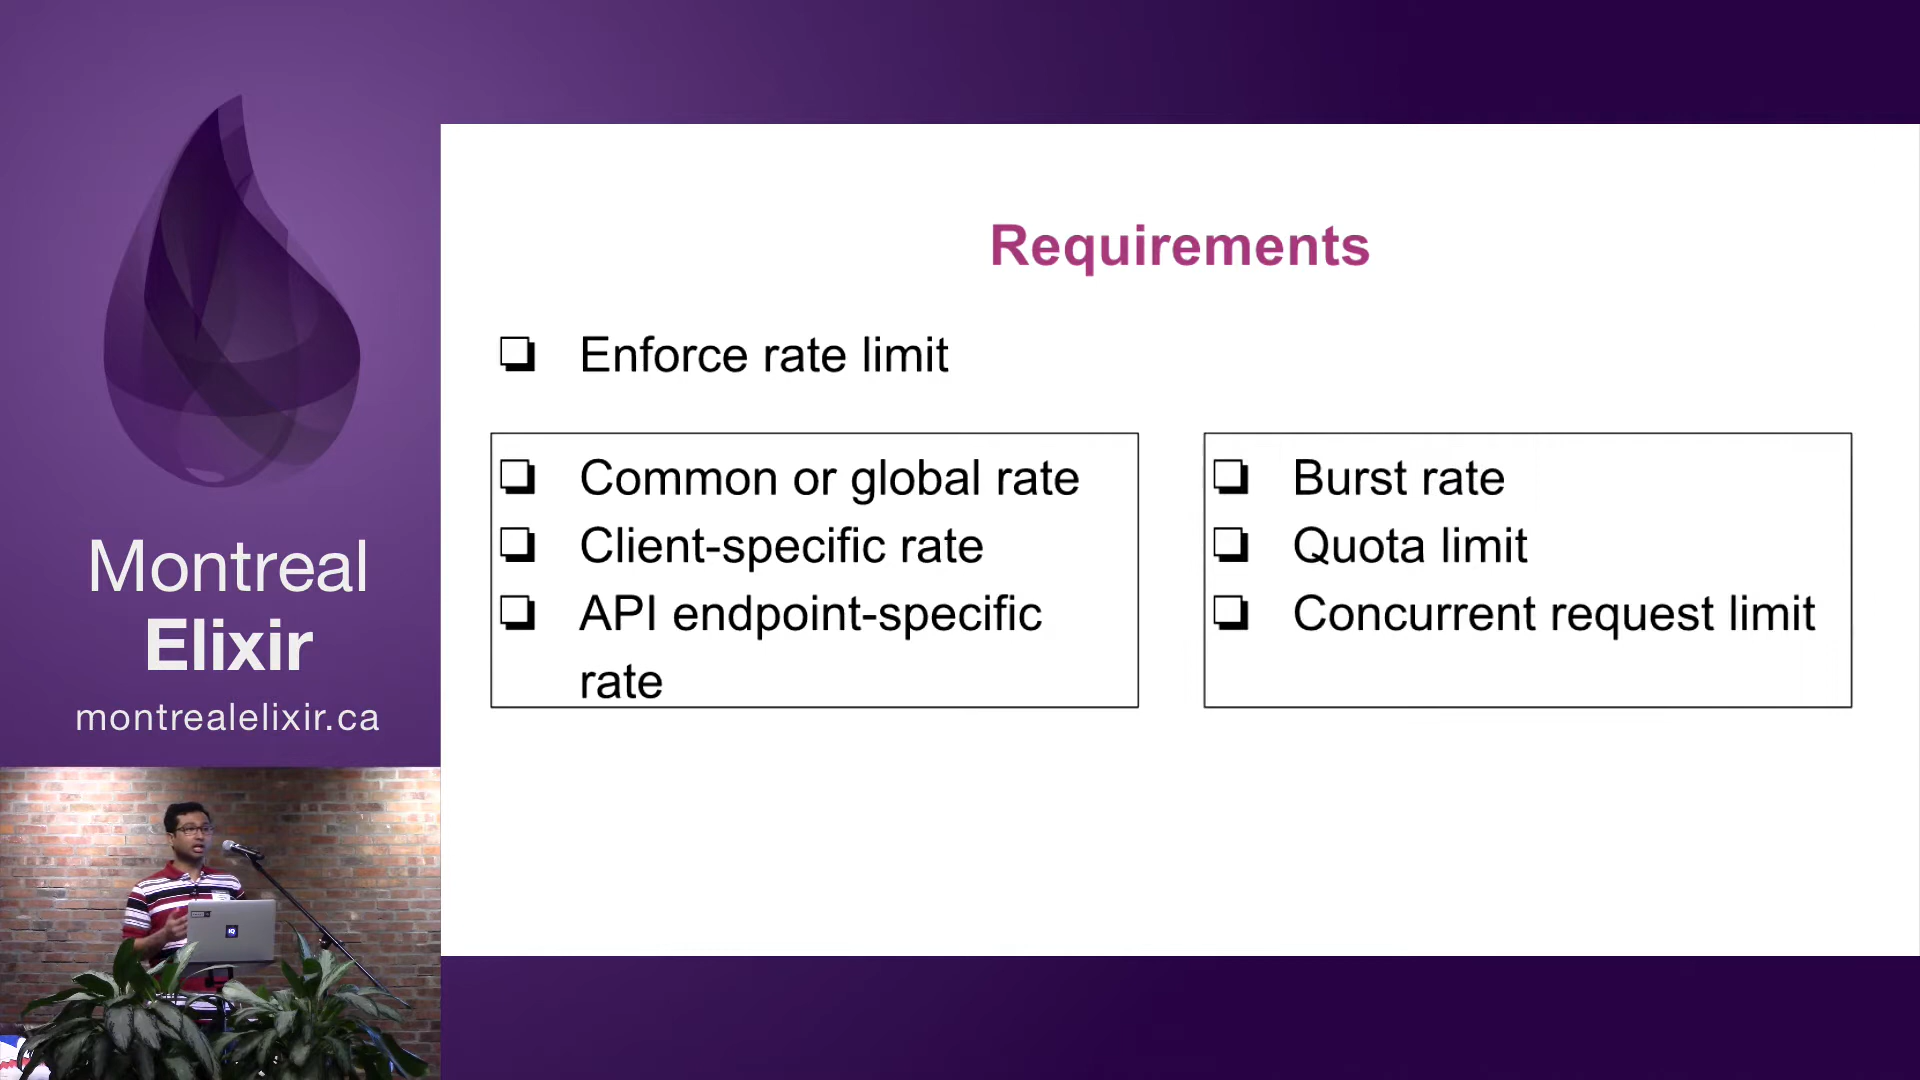 Montreal
Elixir
montrealelixir.ca
Requirements
Enforce rate limit
Common or global rate
Client-specific rate
API endpoint-specific
rate
Burst rate
Quota limit
Concurrent request limit